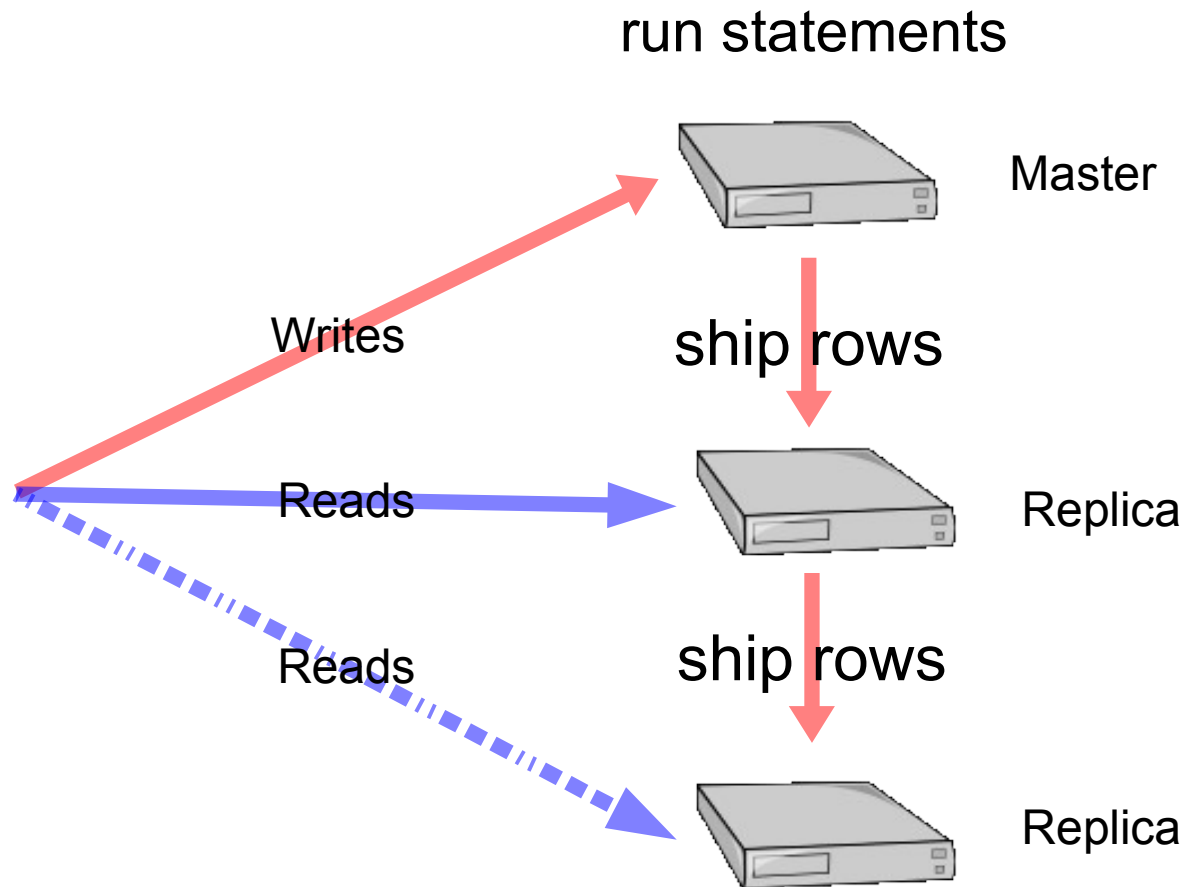 run statements
Master
Writes
ship rows
Reads
Replica
Reads
ship rows
Replica